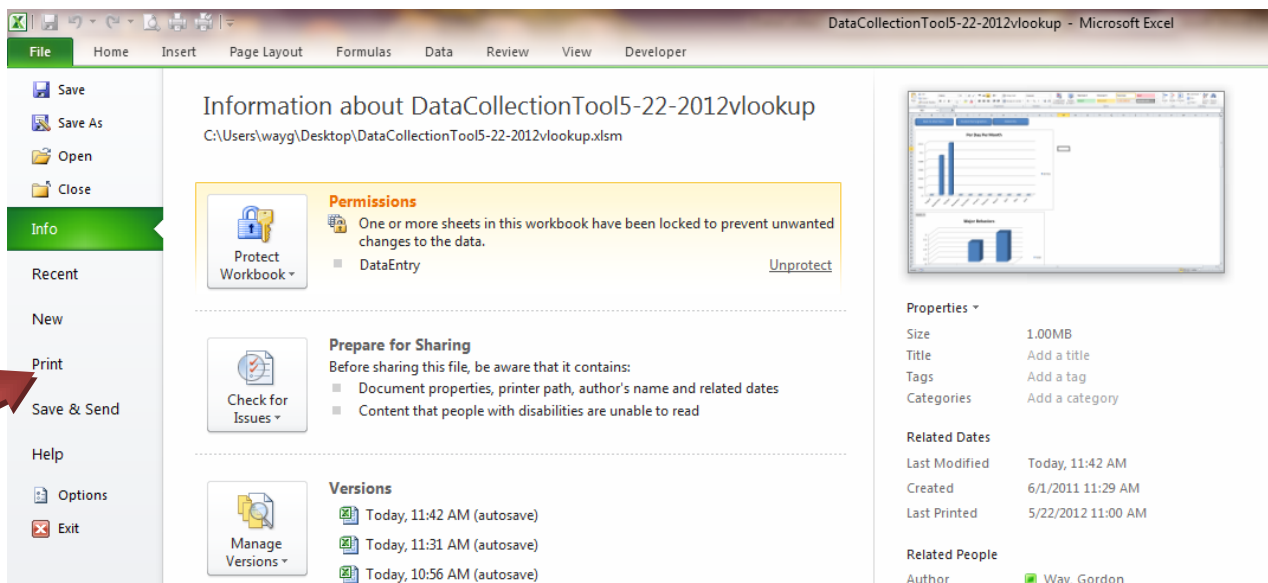 DataCollectionTool5-22-2012vlookup - Microsoft Excel
File Home Insert Page Layout Formulas Data Review View Developer
Save
Save As
Open
Close
Info
Recent
New
Print
Save & Send
Help
Options
Exit
Information about DataCollectionTool5-22-2012vlookup
C:\Users\wayg\Desktop\DataCollectionTool5-22-2012vlookup.xlsm
Protect
Workbook
Permissions
One or more sheets in this workbook have been locked to prevent unwanted
changes to the data.
DataEntry Unprotect
Check for
Issues
Prepare for Sharing
Before sharing this file, be aware that it contains:
Document properties, printer path, author's name and related dates
Content that people with disabilities are unable to read
Manage
Versions
Versions
Today, 11:42 AM (autosave)
Today, 11:31 AM (autosave)
Today, 10:56 AM (autosave)
Per Day Per Month
Major Behaviors
Properties
Size 1.00MB
Title Add a title
Tags Add a tag
Categories Add a category
Related Dates
Last Modified Today, 11:42 AM
Created 6/1/2011 11:29 AM
Last Printed 5/22/2012 11:00 AM
Related People
Author Way, Gordon